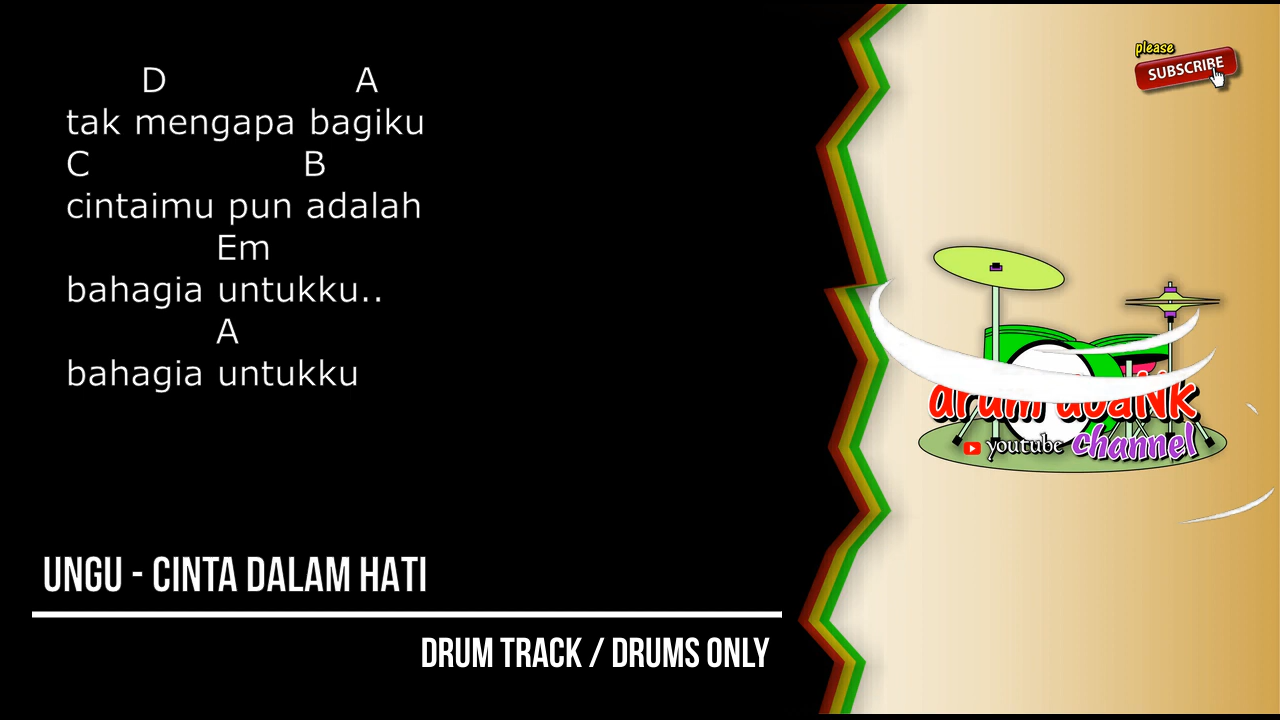 D A
tak mengapa bagiku
C B
cintaimu pun adalah
Em
bahagia untukku..
A
bahagia untukku
UNGU - CINTA DALAM HATI
DRUM TRACK / DRUMS ONLY
please
SUBSCRIBE
drum
youtube channel